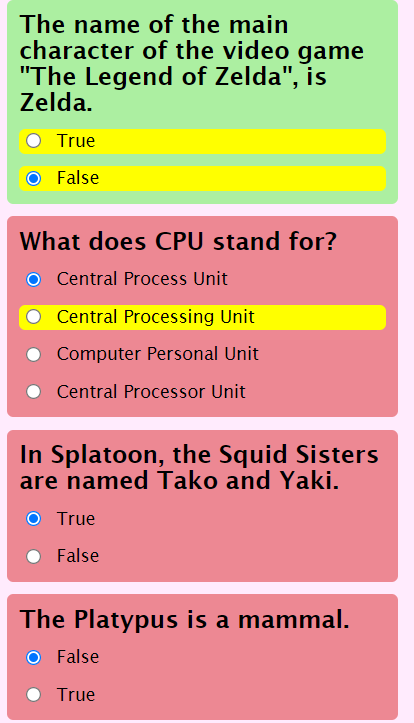 The name of the main
character of the video game
"The Legend of Zelda", is
Zelda.
True
False
What does CPU stand for?
Central Process Unit
Central Processing Unit
Computer Personal Unit
Central Processor Unit
In Splatoon, the Squid Sisters
are named Tako and Yaki.
True
False
The Platypus is a mammal.
False
True